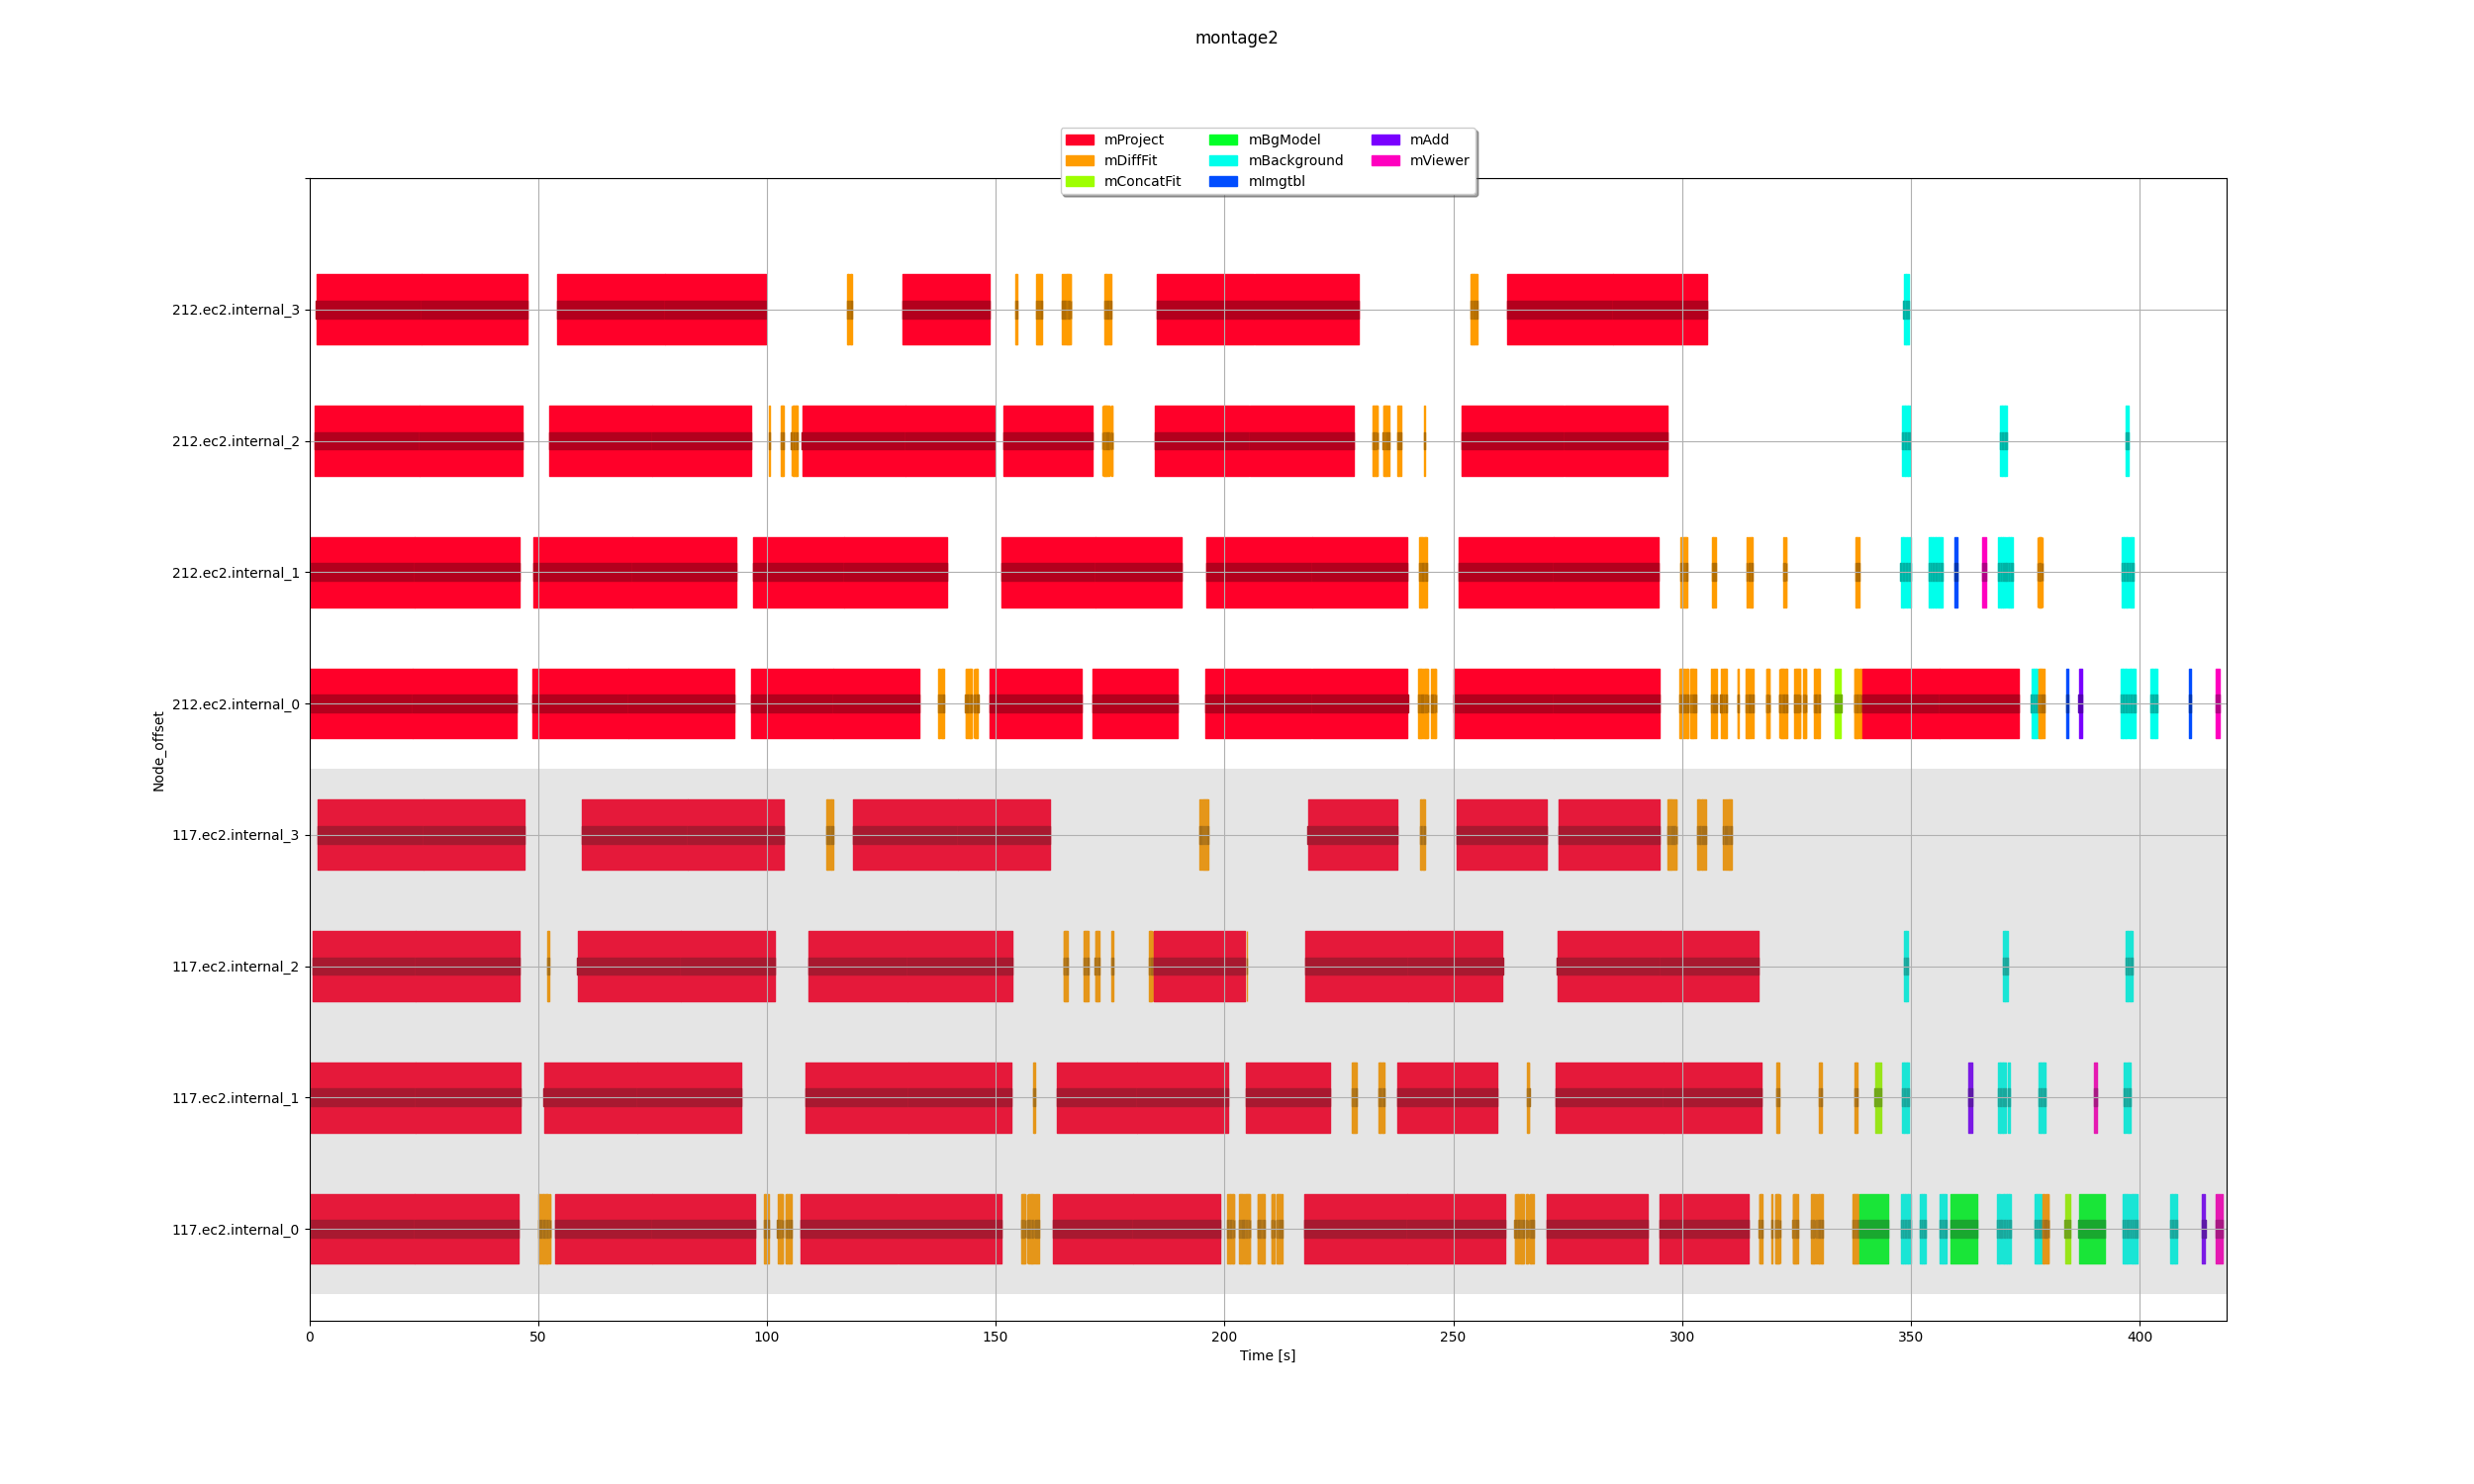 montage2
mProject
mDiffFit
mConcatFit
mBgModel
mBackground
mImgtbl
mAdd
mViewer
212.ec2.internal_3
212.ec2.internal_2
212.ec2.internal_1
212.ec2.internal_0
117.ec2.internal_3
117.ec2.internal_2
117.ec2.internal_1
117.ec2.internal_0
Node_offset
0 50 100 150 200 250 300 350 400
Time [s]